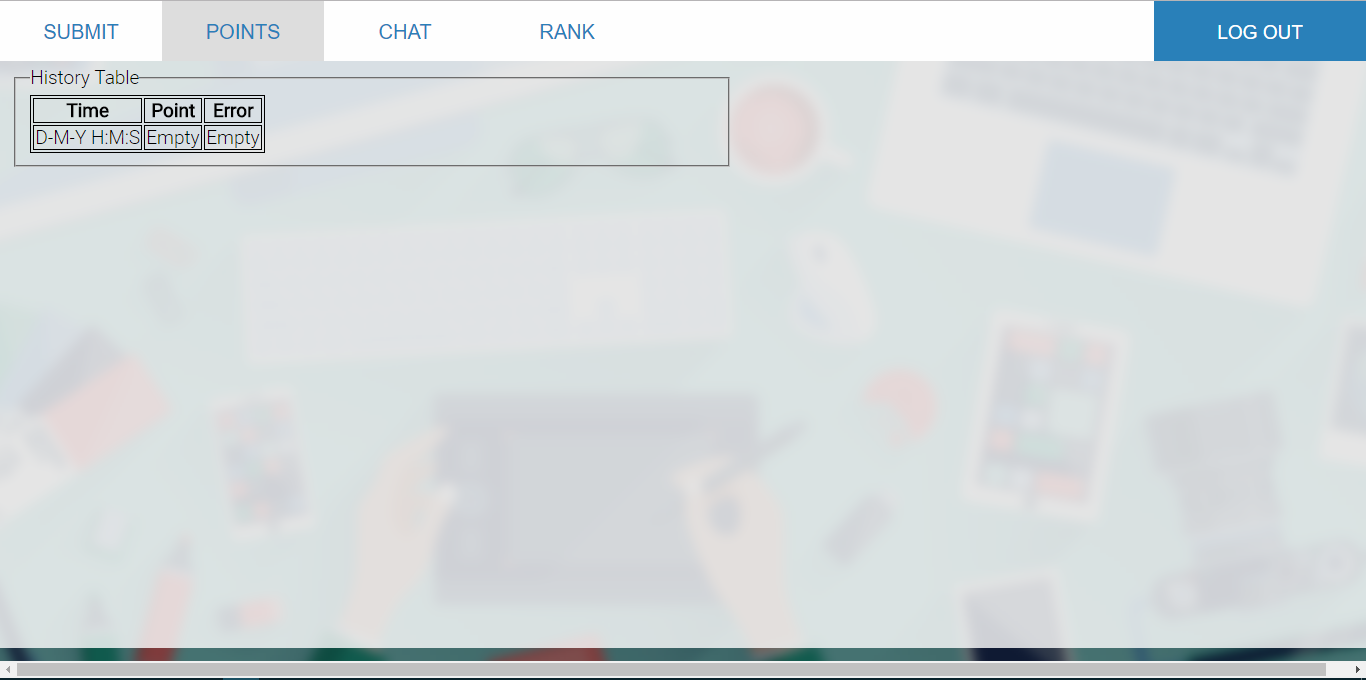 SUBMIT POINTS CHAT RANK LOG OUT
History Table
Time Point Error
D-M-Y H:M:S Empty Empty